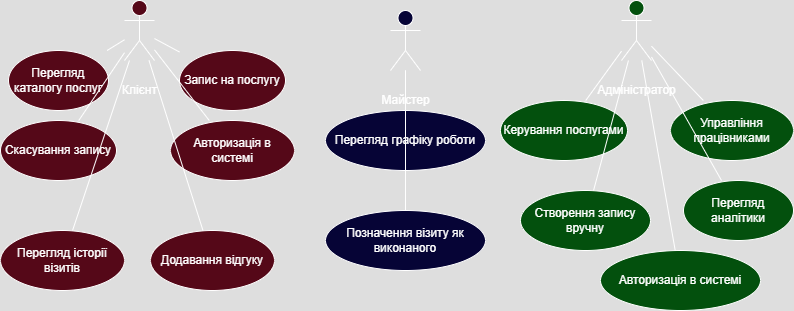 Перегляд
каталогу послуг
Клієнт
Запис на послугу
Скасування запису
Авторизація в
системі
Перегляд історії
візитів
Додавання відгуку
Майстер
Перегляд графіку роботи
Позначення візиту як
виконаного
Адміністратор
Керування послугами
Управління
працівниками
Створення запису
вручну
Перегляд
аналітики
Авторизація в системі